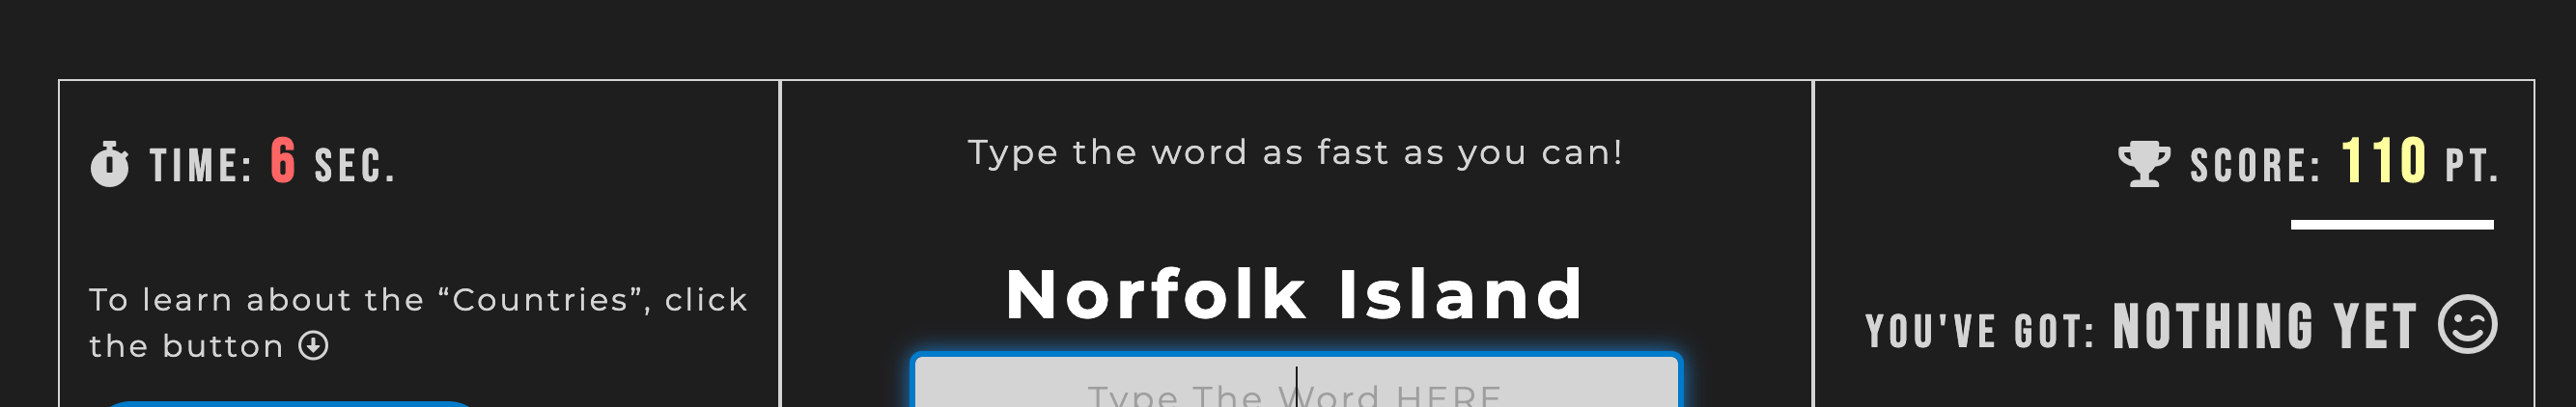 TIME: 6 SEC.
To learn about the “Countries”, click
the button
Type the word as fast as you can!
Norfolk Island
Type The Word HERE
SCORE: 110 PT.
YOU'VE GOT: NOTHING YET